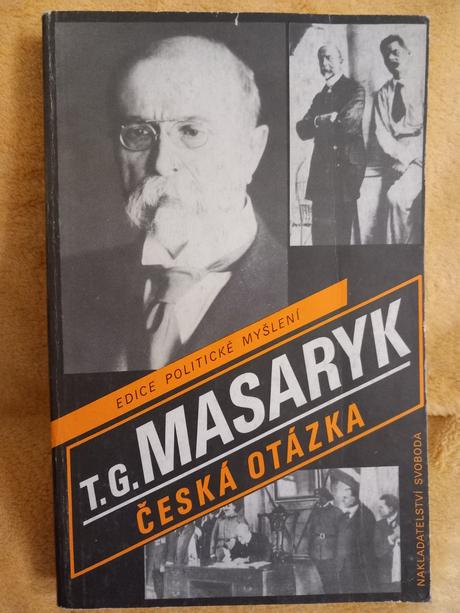 EDICE POLITICKÉ MYŠLENÍ
T.G. MASARYK
ČESKÁ OTÁZKA
NAKLADATELSTVÍ SVOBODA